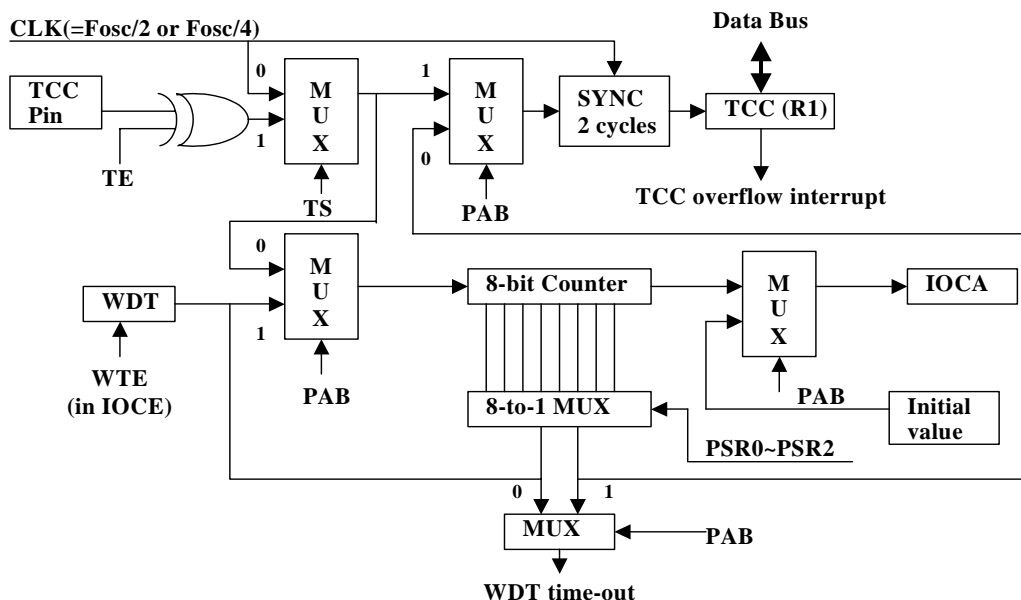 Data Bus
CLK(=Fosc/2 or Fosc/4)
0
1
TCC
Pin
M
U
X
M
U
X
SYNC
2 cycles
TCC (R1)
1
0
TE
TS
PAB
TCC overflow interrupt
0
M
U
X
8-bit Counter
M
U
X
IOCA
WDT
1
WTE
(in IOCE)
PAB
PAB
8-to-1 MUX
Initial
value
PSR0~PSR2
0
1
MUX
PAB
WDT time-out